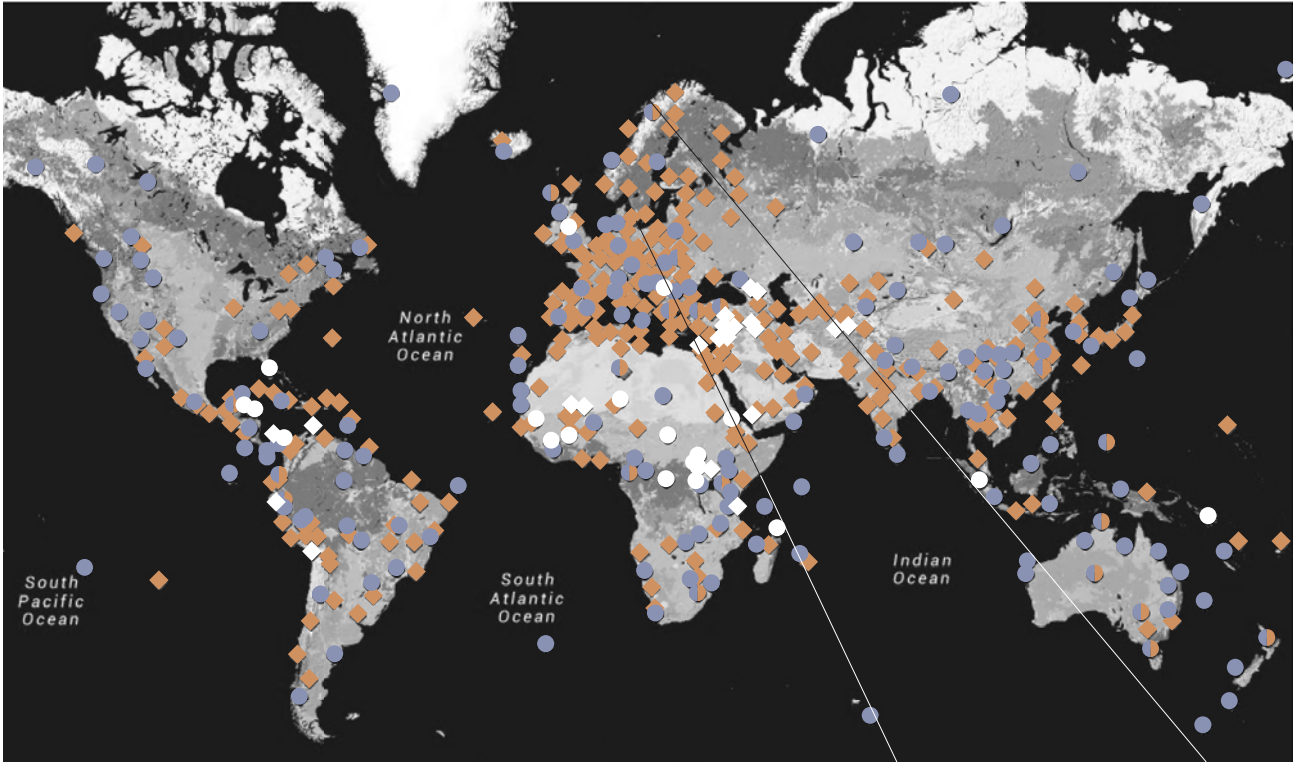 North
Atlantic
Ocean
South
Pacific
Ocean
South
Atlantic
Ocean
Indian
Ocean